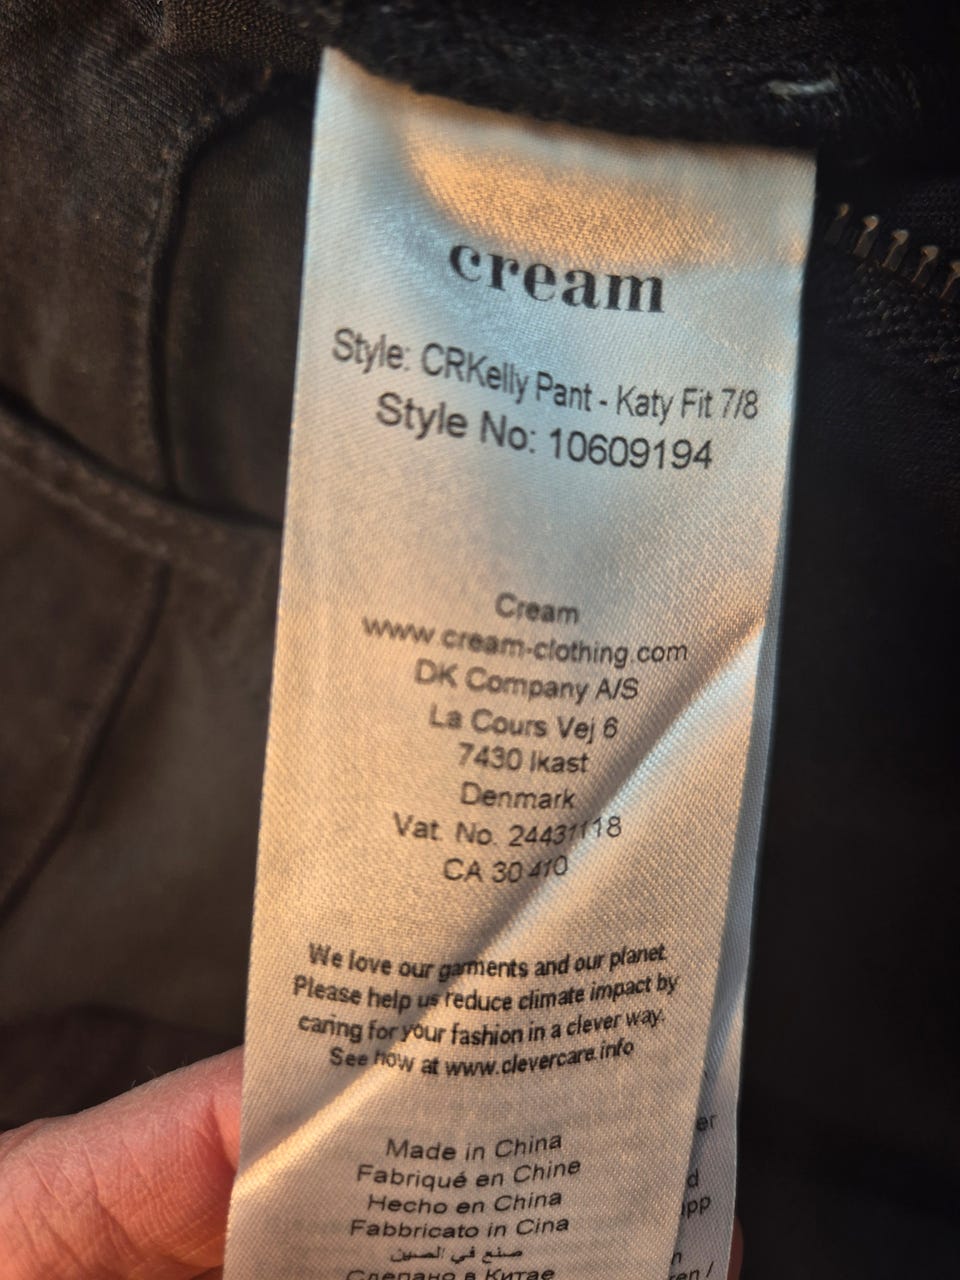 cream
Style: CRKelly Pant - Katy Fit 7/8
Style No: 10609194
Cream
www.cream-clothing.com
DK Company A/S
La Cours Vej 6
7430 Ikast
Denmark
Vat. No. 24431118
CA 30410
We love our garments and our planet.
Please help us reduce climate impact by
caring for your fashion in a clever way.
See how at www.clevercare.info
Made in China
Fabriqué en Chine
Hecho en China
Fabbricato in Cina
صنع في الصين
Сделано в Китае